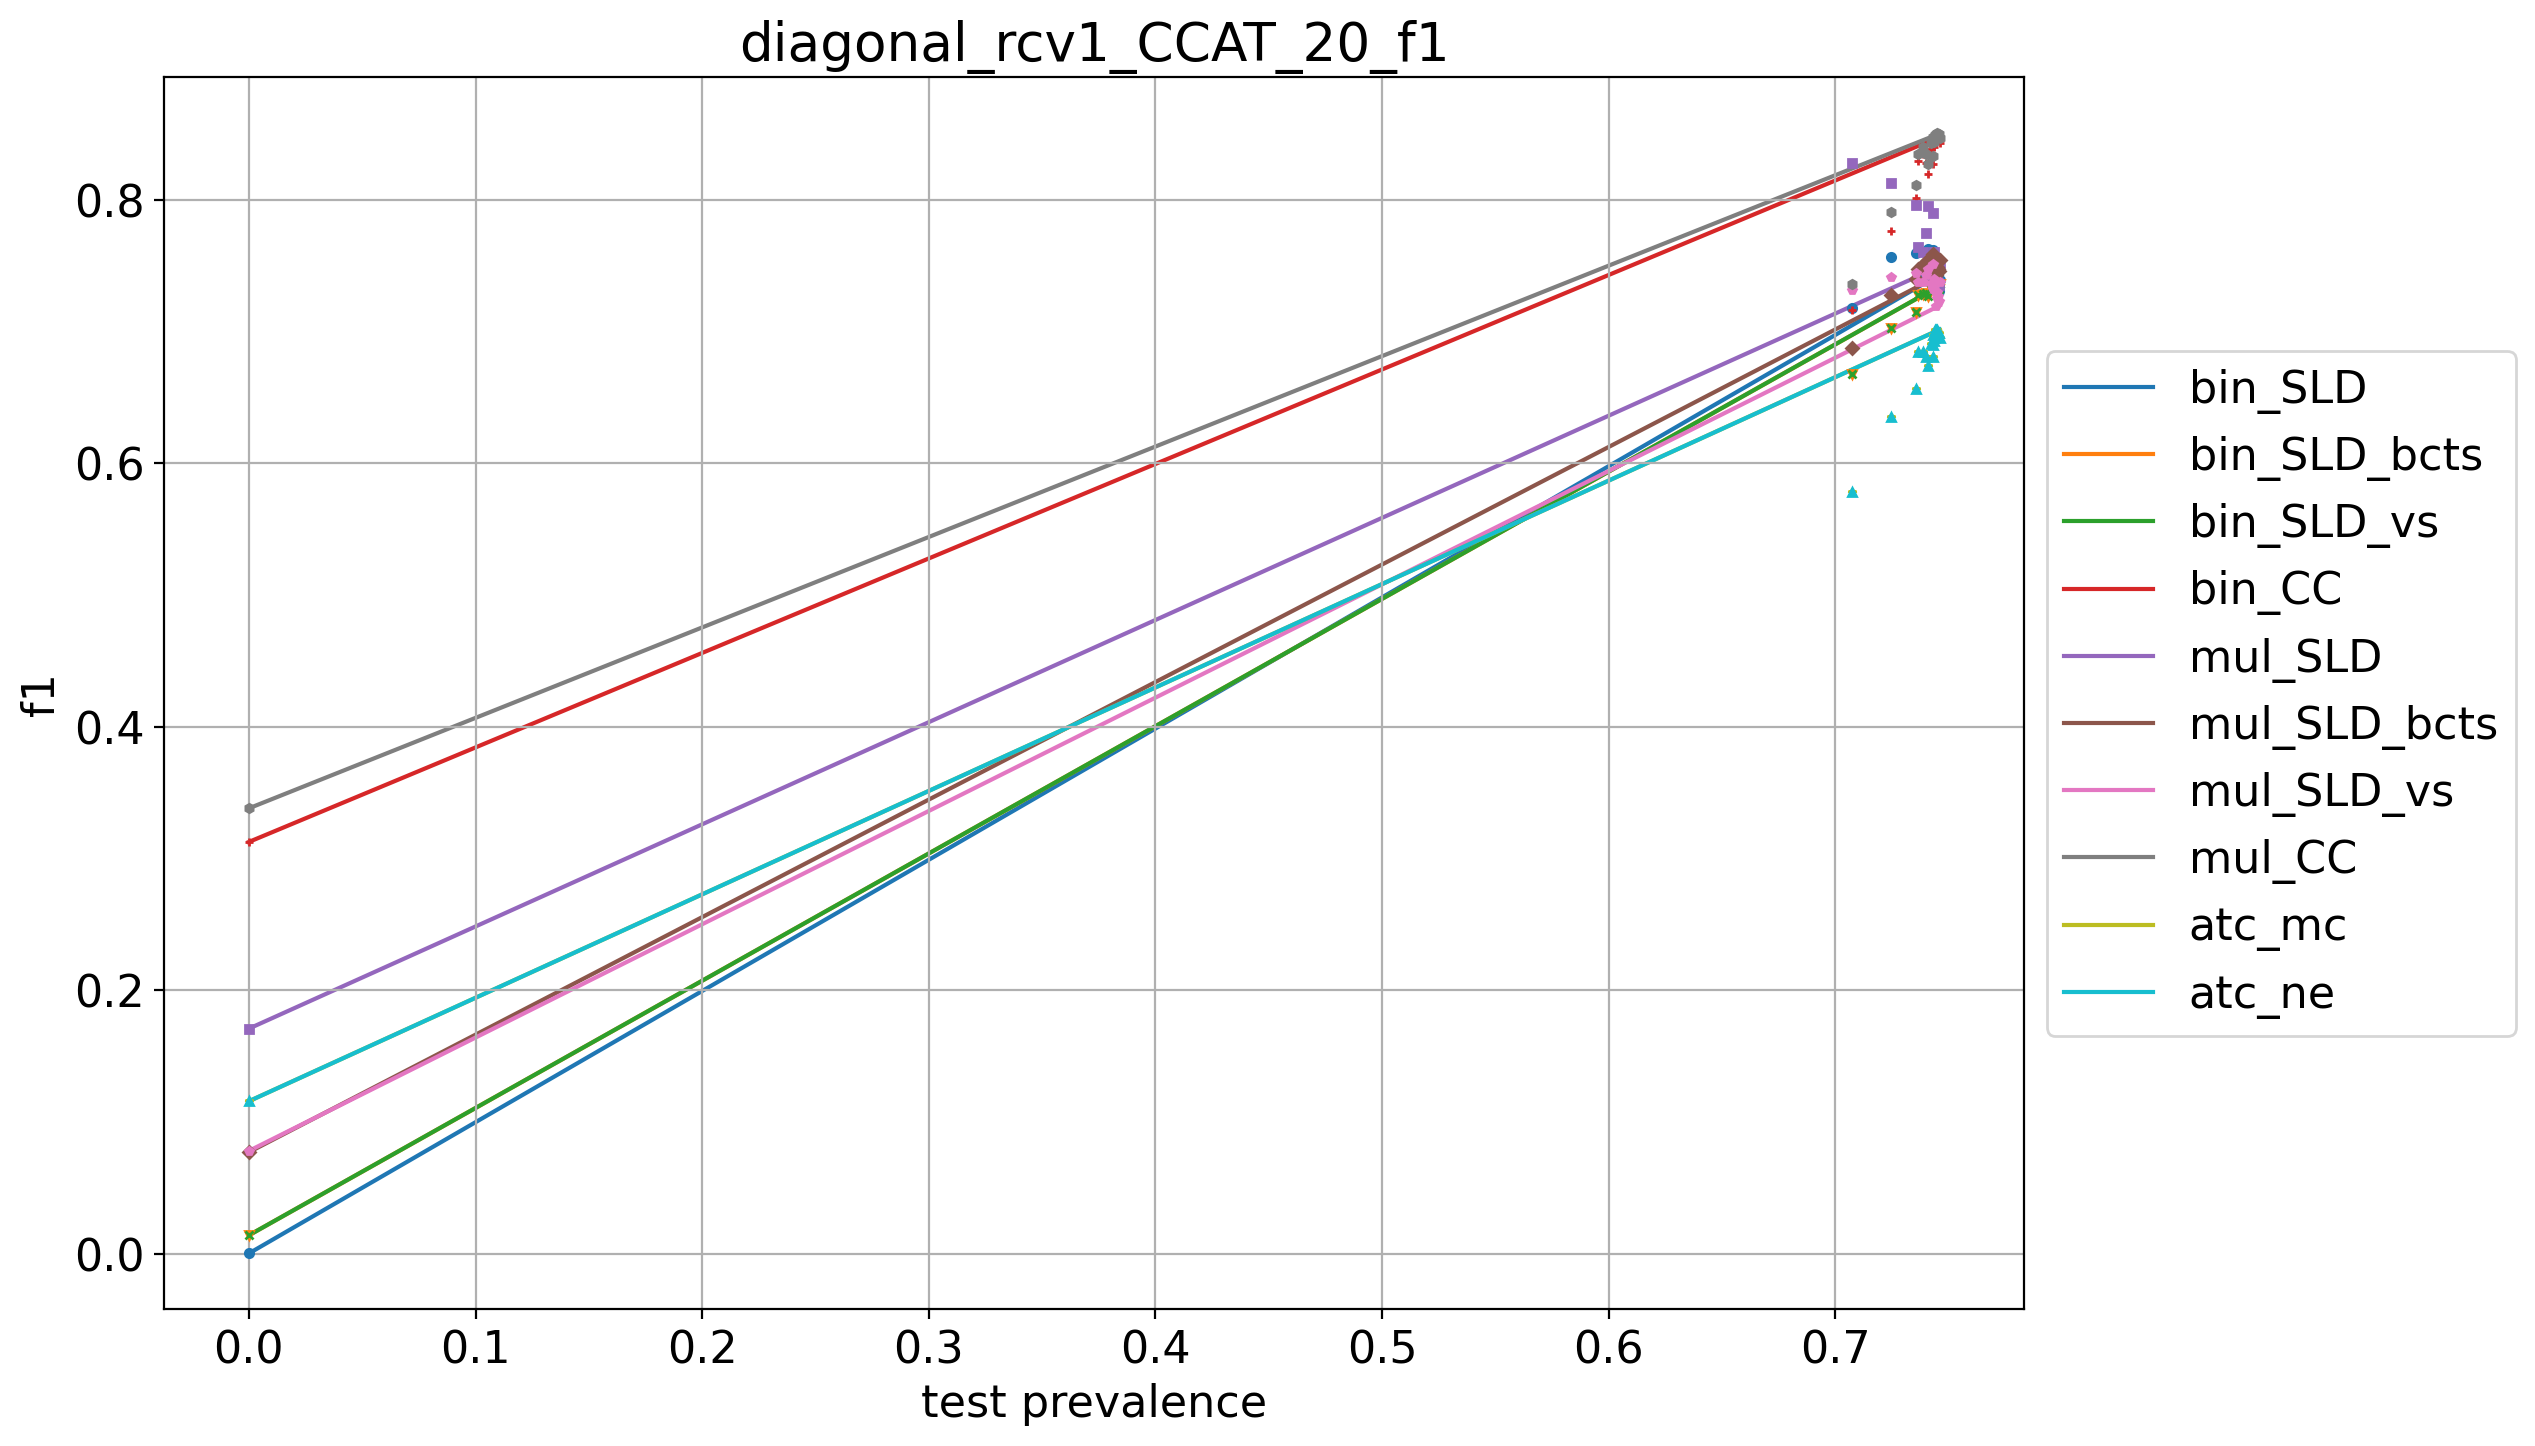 diagonal_rcv1_CCAT_20_f1
f1
0.8
0.6
0.4
0.2
0.0
0.0 0.1 0.2 0.3 0.4 0.5 0.6 0.7
test prevalence
bin_SLD
bin_SLD_bcts
bin_SLD_vs
bin_CC
mul_SLD
mul_SLD_bcts
mul_SLD_vs
mul_CC
atc_mc
atc_ne